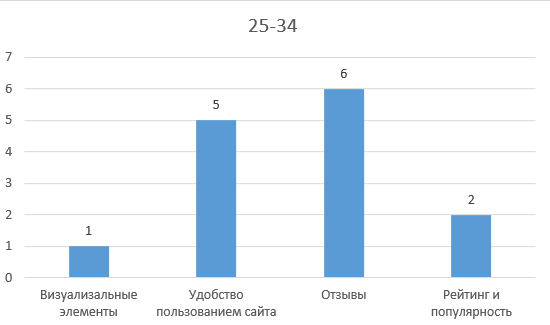 25-34
7
6
5
4
3
2
1
0
1
5
6
2
Визуализальные
элементы
Удобство
пользованием сайта
Отзывы
Рейтинг и
популярность